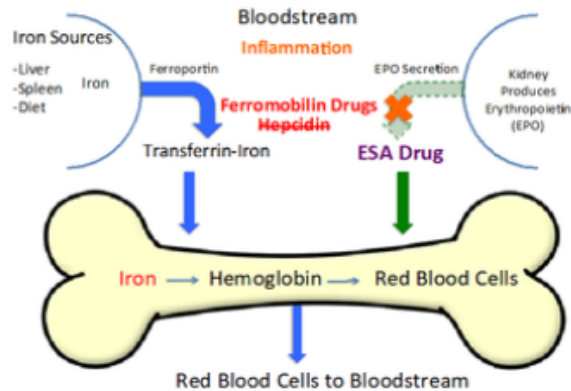 Bloodstream
Iron Sources
-Liver
-Spleen
-Diet
Iron
Ferroportin
Inflammation
EPO Secretion
Kidney
Produces
Erythropoietin
(EPO)
Ferromobilin Drugs
Hepcidin
Transferrin-Iron
ESA Drug
Iron
Hemoglobin
Red Blood Cells
Red Blood Cells to Bloodstream